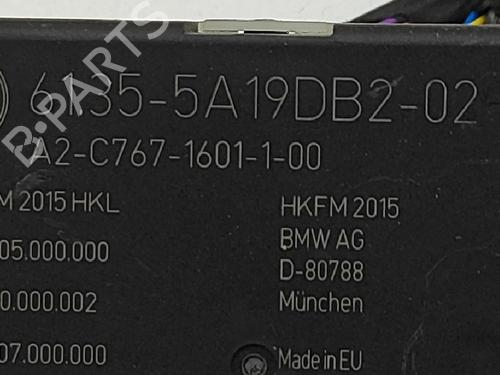 6135-5A19DB2-02
A2-C767-1601-1-00
M 2015 HKL
05.000.000
0.000.002
07.000.000
HKFM 2015
BMW AG
D-80788
München
Made in EU
B-PARTS